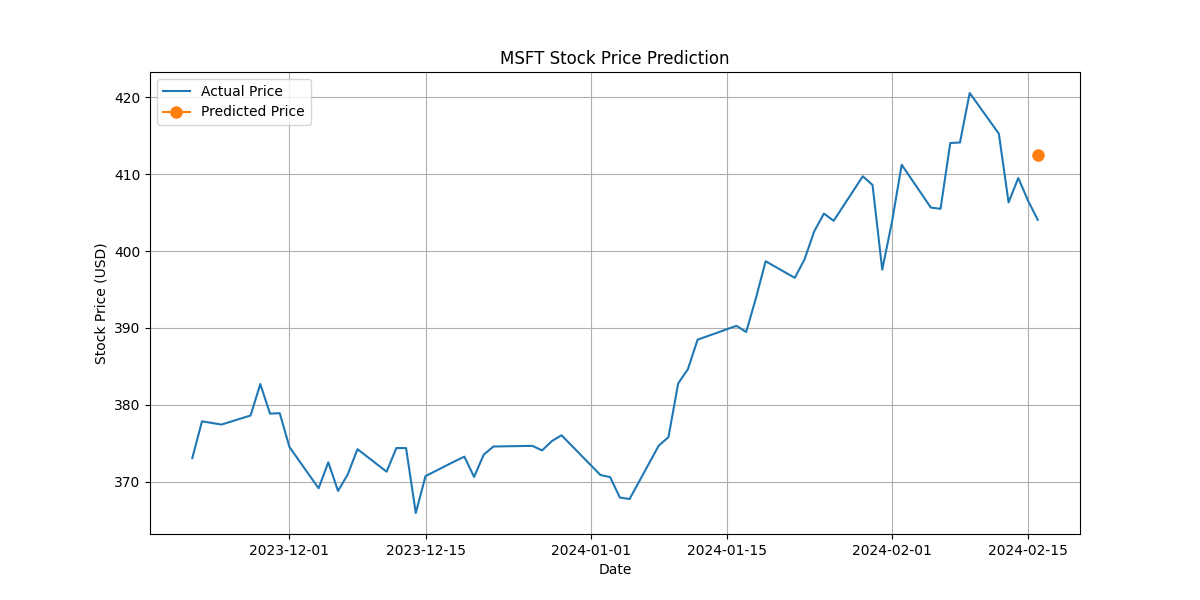 MSFT Stock Price Prediction
Actual Price
Predicted Price
Stock Price (USD)
420
410
400
390
380
370
2023-12-01
2023-12-15
2024-01-01
2024-01-15
2024-02-01
2024-02-15
Date